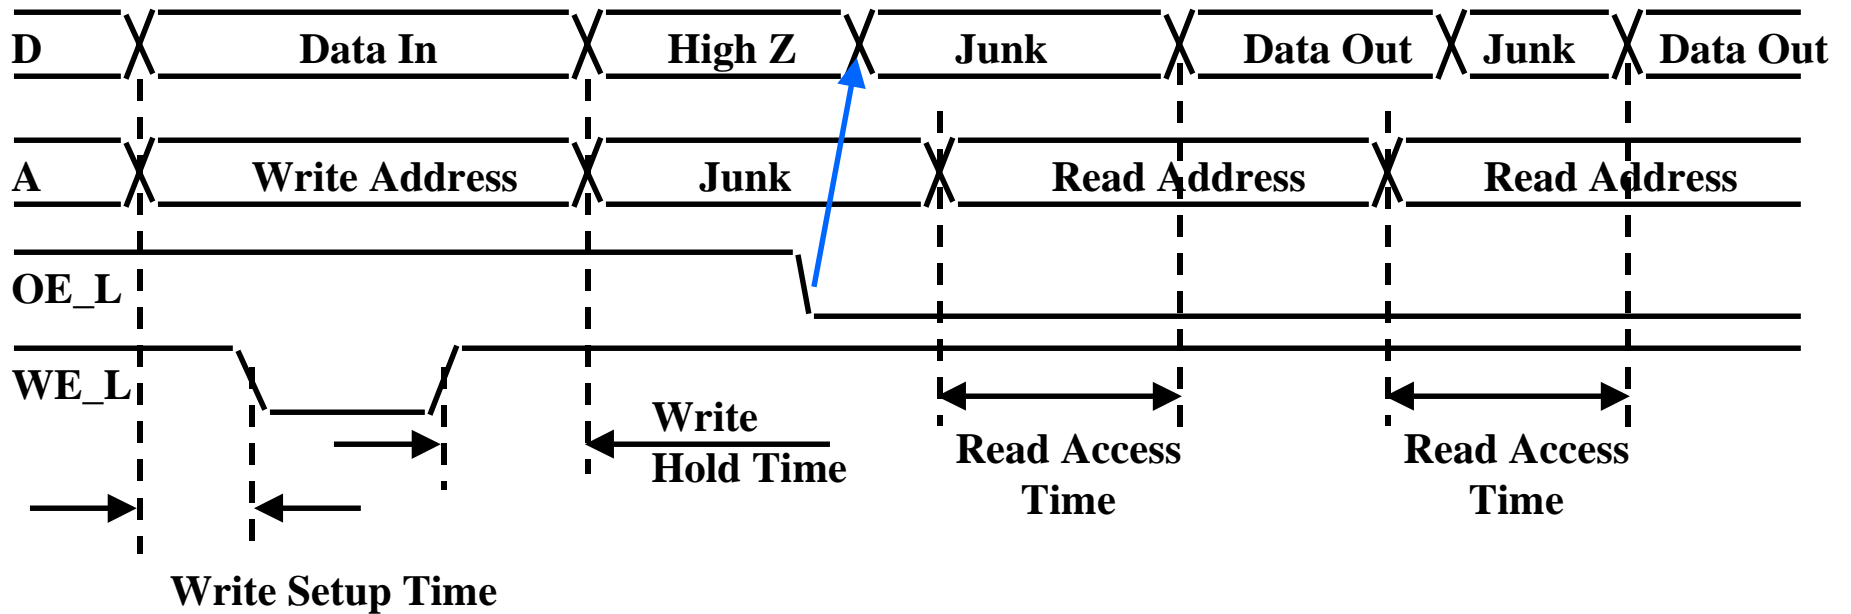 D Data In High Z Junk Data Out Junk Data Out
A Write Address Junk Read Address Read Address
OE_L
WE_L
Write
Hold Time
Read Access
Time
Read Access
Time
Write Setup Time